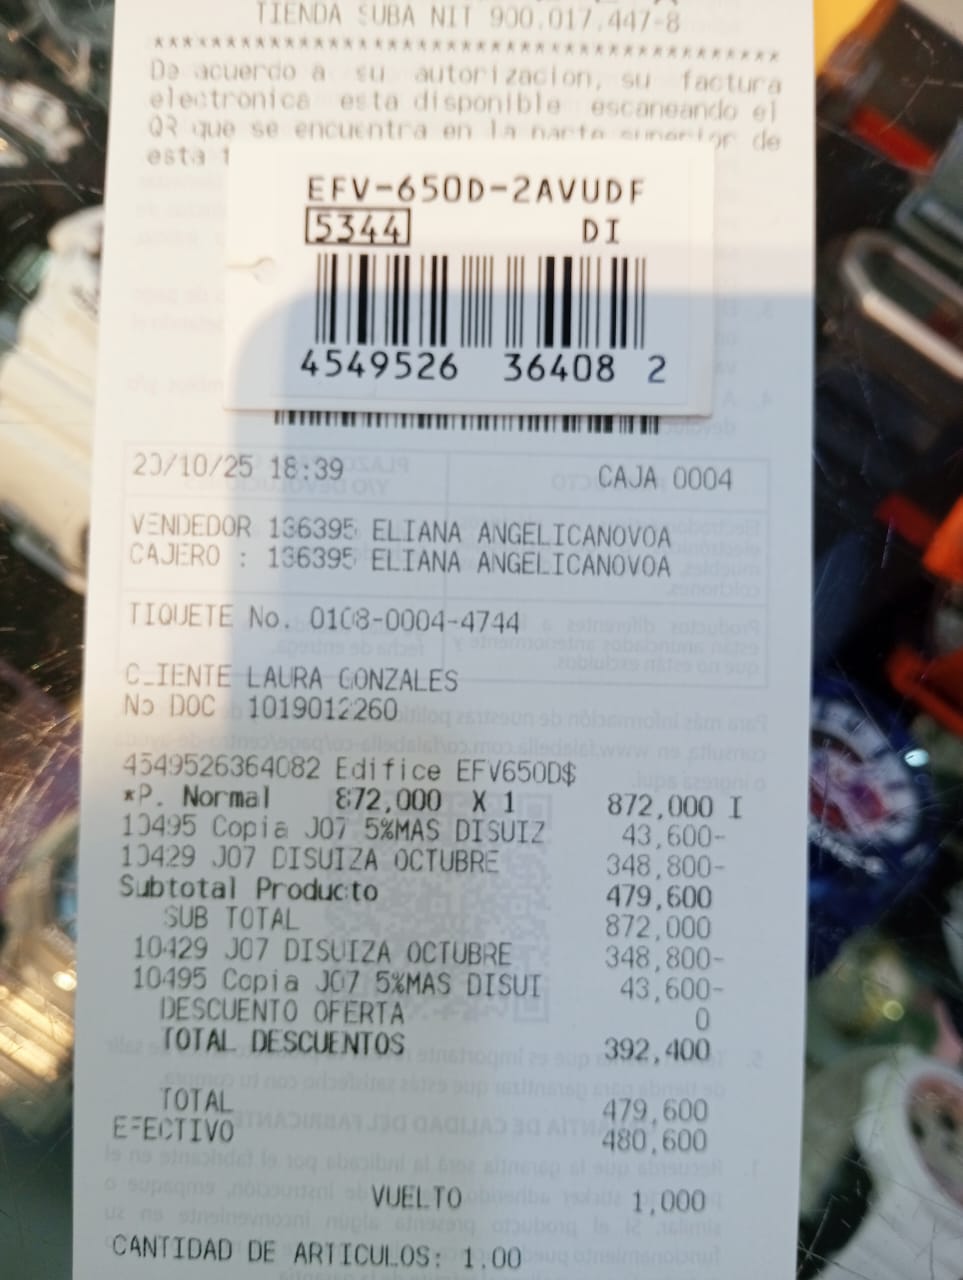 TIENDA SUBA NIT 900.017.447-8
******************************************
De acuerdo a su autorizacion, su factura
electronica esta disponible escaneando el
QR que se encuentra en la parte superior de
esta
EFV-650D-2AVUDF
5344 DI
4549526 36408 2
20/10/25 18:39 CAJA 0004
VENDEDOR 136395 ELIANA ANGELICANOVOA
CAJERO : 136395 ELIANA ANGELICANOVOA
TIQUETE No. 0108-0004-4744
CLIENTE LAURA GONZALES
No DOC 1019012260
4549526364082 Edifice EFV650D$
*P. Normal 872,000 X 1 872,000 I
10495 Copia J07 5%MAS DISUIZ 43,600-
10429 J07 DISUIZA OCTUBRE 348,800-
Subtotal Producto 479,600
SUB TOTAL 872,000
10429 J07 DISUIZA OCTUBRE 348,800-
10495 Copia J07 5%MAS DISUI 43,600-
DESCUENTO OFERTA 0
TOTAL DESCUENTOS 392,400
TOTAL 479,600
EFECTIVO 480,600
VUELTO 1,000
CANTIDAD DE ARTICULOS: 1.00